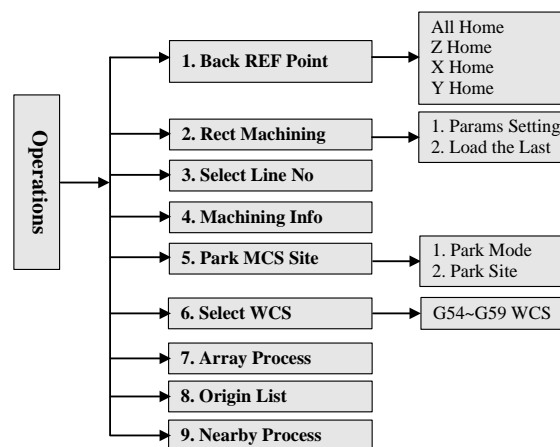 Operations
1. Back REF Point
All Home
Z Home
X Home
Y Home
2. Rect Machining
1. Params Setting
2. Load the Last
3. Select Line No
4. Machining Info
5. Park MCS Site
1. Park Mode
2. Park Site
6. Select WCS
G54~G59 WCS
7. Array Process
8. Origin List
9. Nearby Process